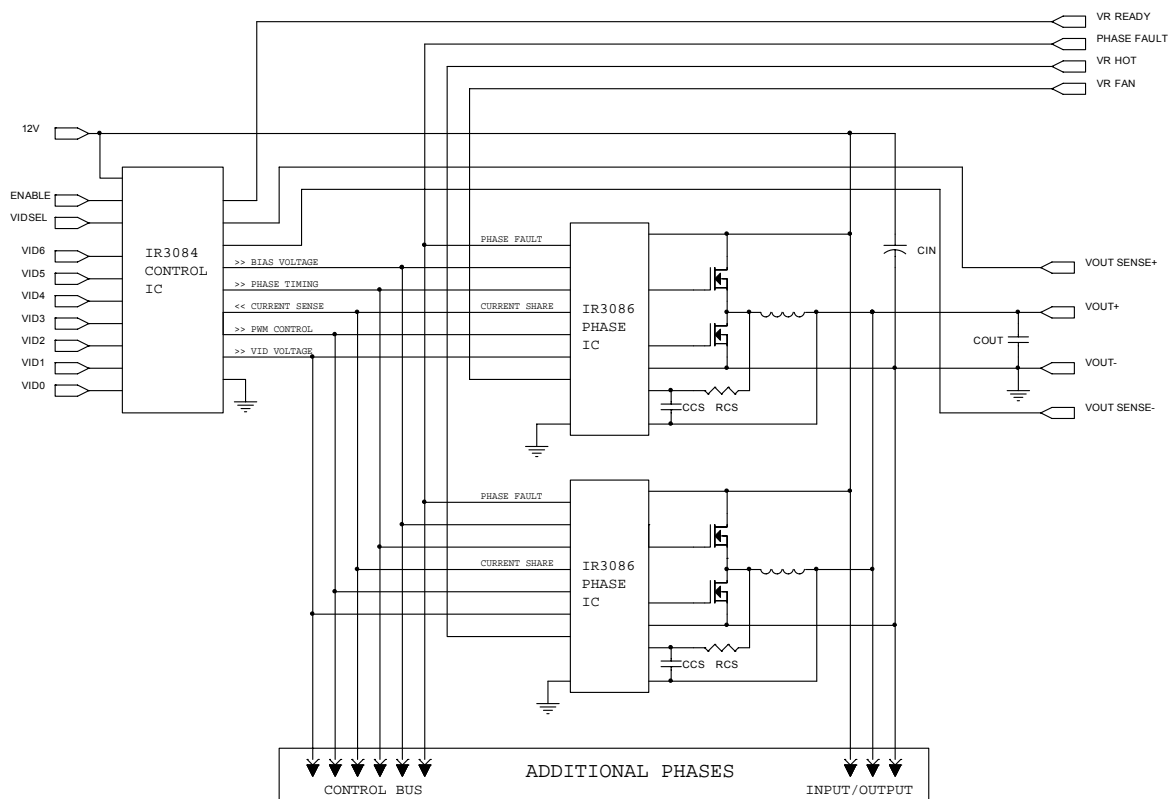 VR READY
PHASE FAULT
VR HOT
VR FAN
12V
ENABLE
VIDSEL
VID6
VID5
VID4
VID3
VID2
VID1
VID0
IR3084
CONTROL
IC
>> BIAS VOLTAGE
>> PHASE TIMING
<< CURRENT SENSE
>> PWM CONTROL
>> VID VOLTAGE
PHASE FAULT
CURRENT SHARE
IR3086
PHASE
IC
CCS
RCS
CIN
COUT
VOUT SENSE+
VOUT+
VOUT-
VOUT SENSE-
PHASE FAULT
CURRENT SHARE
IR3086
PHASE
IC
CCS
RCS
ADDITIONAL PHASES
CONTROL BUS
INPUT/OUTPUT